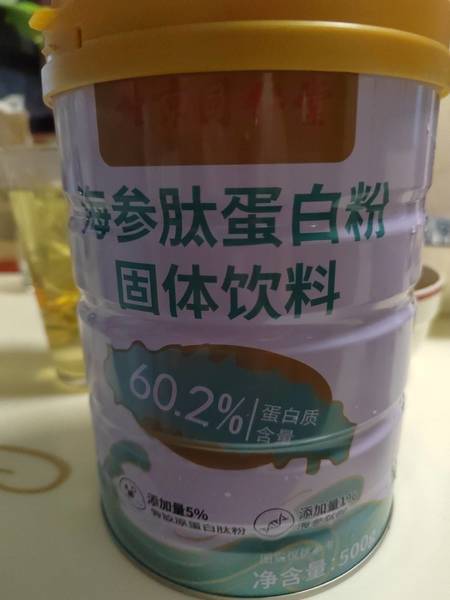 海参肽蛋白粉
固体饮料
60.2%
蛋白质
含量
添加量5%
添加量1%
净含量:500g